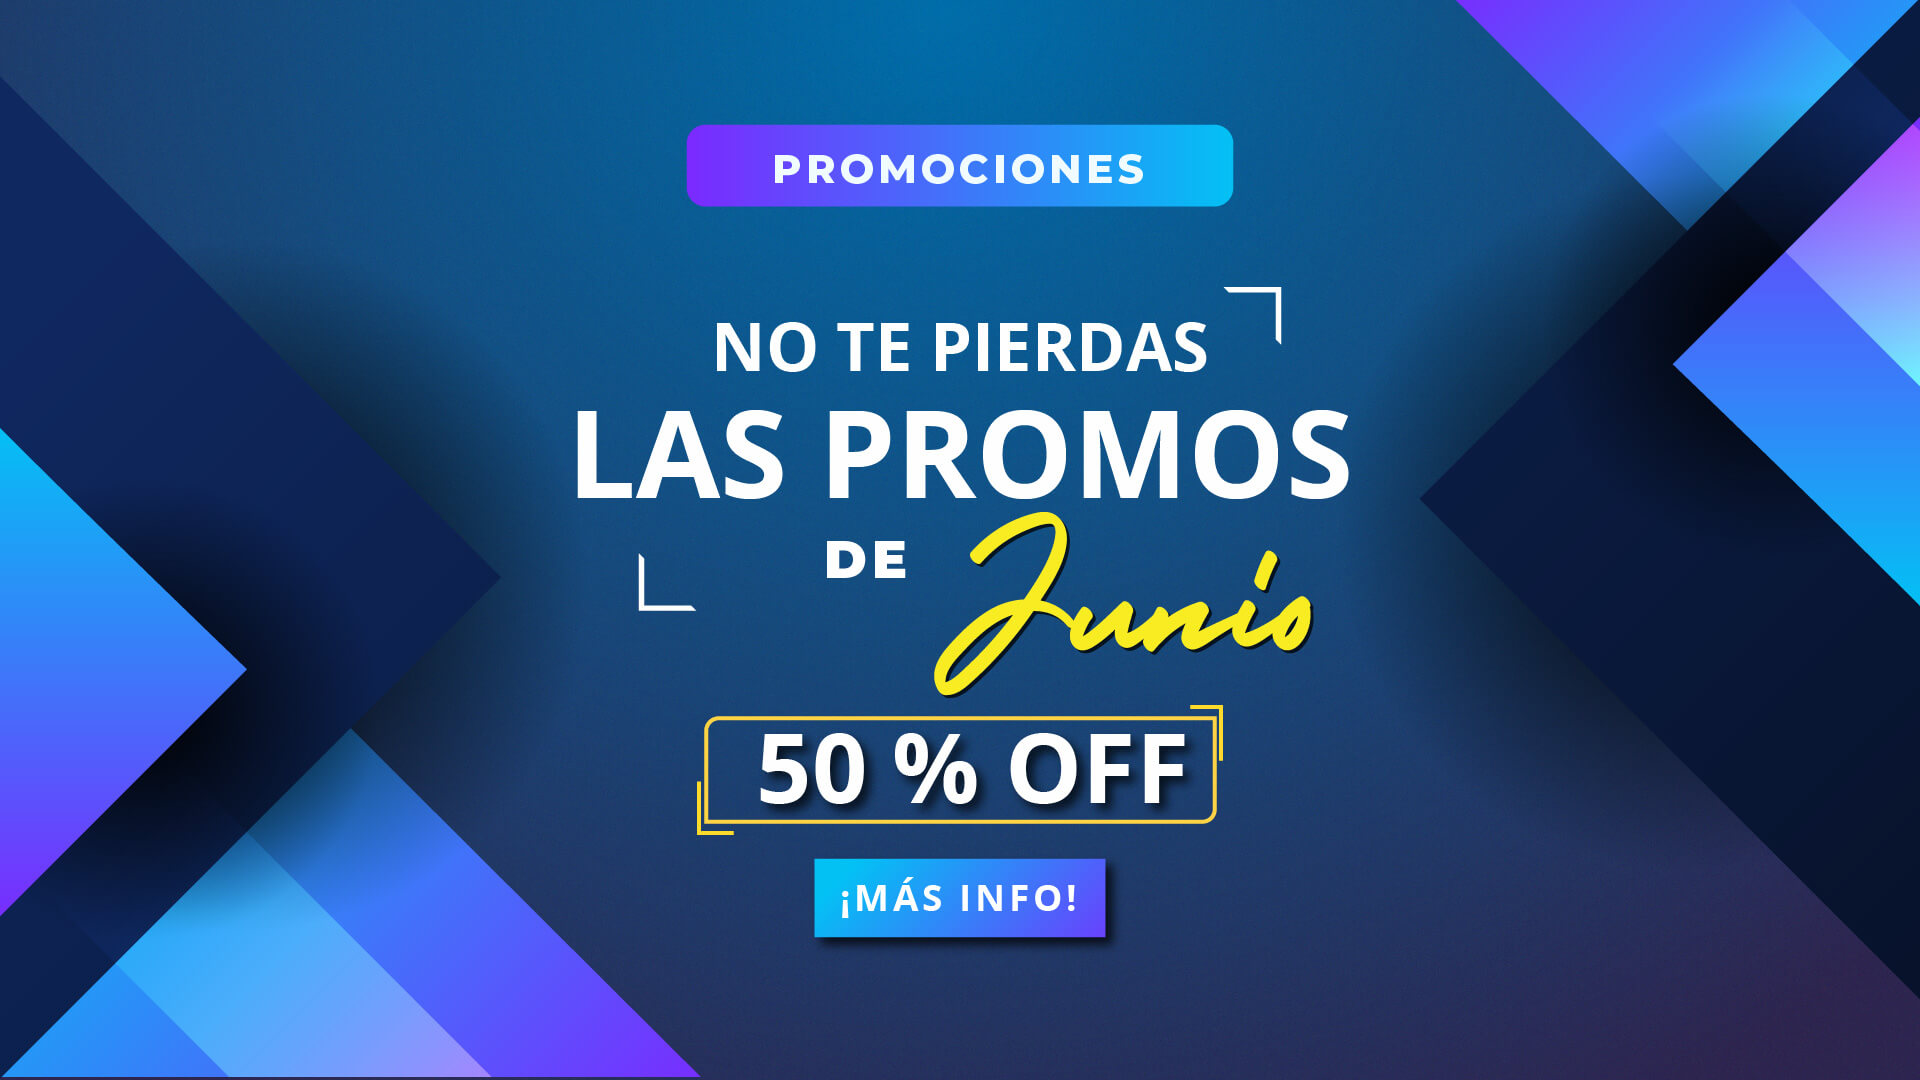 PROMOCIONES
NO TE PIERDAS
LAS PROMOS
DE Junio
50 % OFF
¡MÁS INFO!